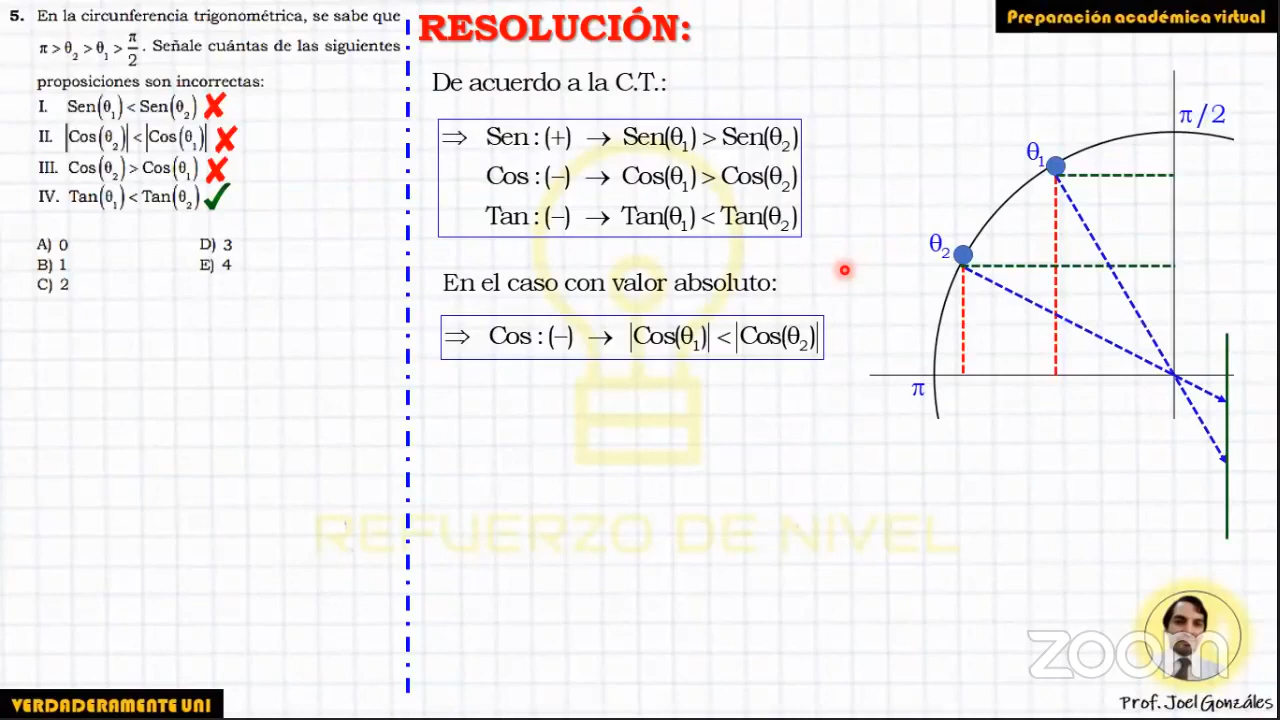 5. En la circunferencia trigonométrica, se sabe que
π > θ₂ > θ₁ > π/2. Señale cuántas de las siguientes
proposiciones son incorrectas:
I. Sen(θ₁) < Sen(θ₂) ✗
II. |Cos(θ₂)| < |Cos(θ₁)| ✗
III. Cos(θ₂) > Cos(θ₁) ✗
IV. Tan(θ₁) < Tan(θ₂) ✓
A) 0 D) 3
B) 1 E) 4
C) 2
RESOLUCIÓN:
Preparación académica virtual
De acuerdo a la C.T.:
⇒ Sen : (+) → Sen(θ₁) > Sen(θ₂)
Cos : (−) → Cos(θ₁) > Cos(θ₂)
Tan : (−) → Tan(θ₁) < Tan(θ₂)
En el caso con valor absoluto:
⇒ Cos : (−) → |Cos(θ₁)| < |Cos(θ₂)|
π/2
θ₁
θ₂
π
REFUERZO DE NIVEL
zoom
Prof. Joel Gonzáles
VERDADERAMENTE UNI